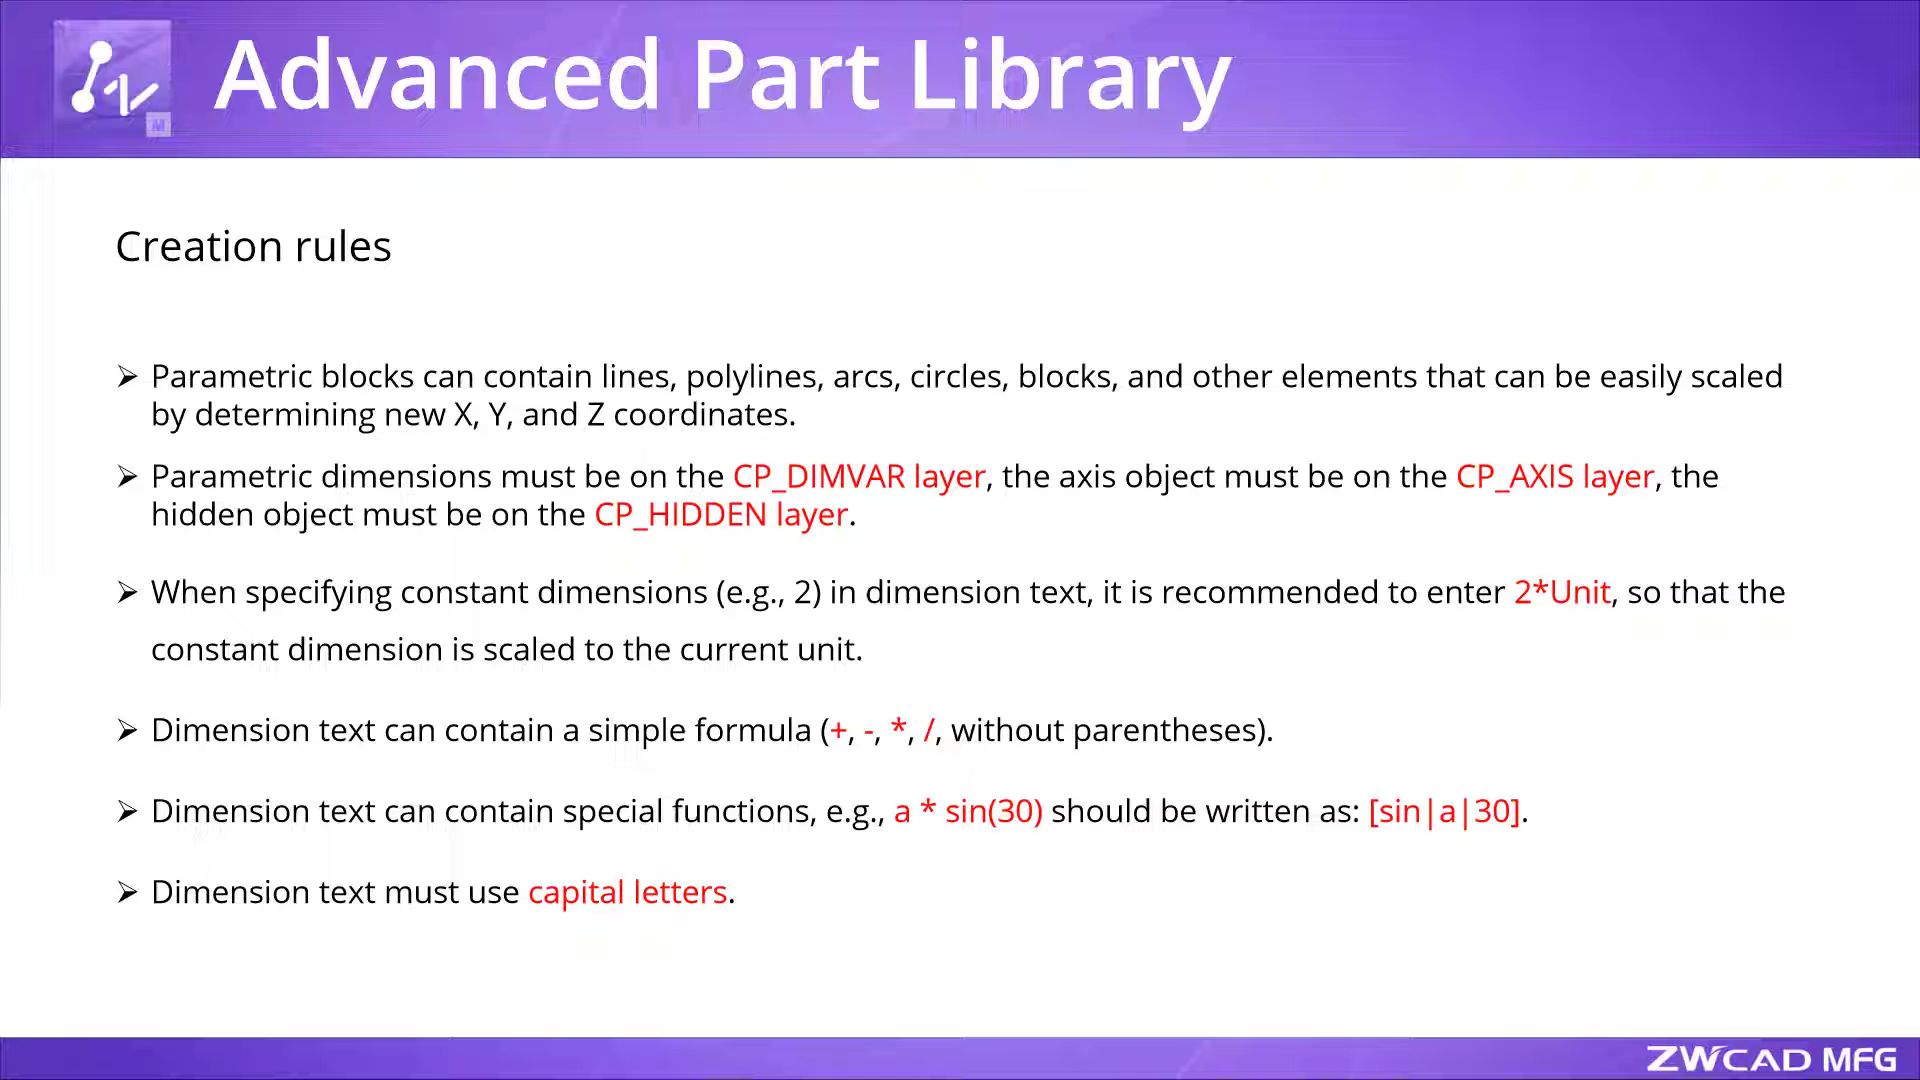 Advanced Part Library
M
Creation rules
➢ Parametric blocks can contain lines, polylines, arcs, circles, blocks, and other elements that can be easily scaled
by determining new X, Y, and Z coordinates.
➢ Parametric dimensions must be on the CP_DIMVAR layer, the axis object must be on the CP_AXIS layer, the
hidden object must be on the CP_HIDDEN layer.
➢ When specifying constant dimensions (e.g., 2) in dimension text, it is recommended to enter 2*Unit, so that the
constant dimension is scaled to the current unit.
➢ Dimension text can contain a simple formula (+, -, *, /, without parentheses).
➢ Dimension text can contain special functions, e.g., a * sin(30) should be written as: [sin|a|30].
➢ Dimension text must use capital letters.
ZWCAD MFG